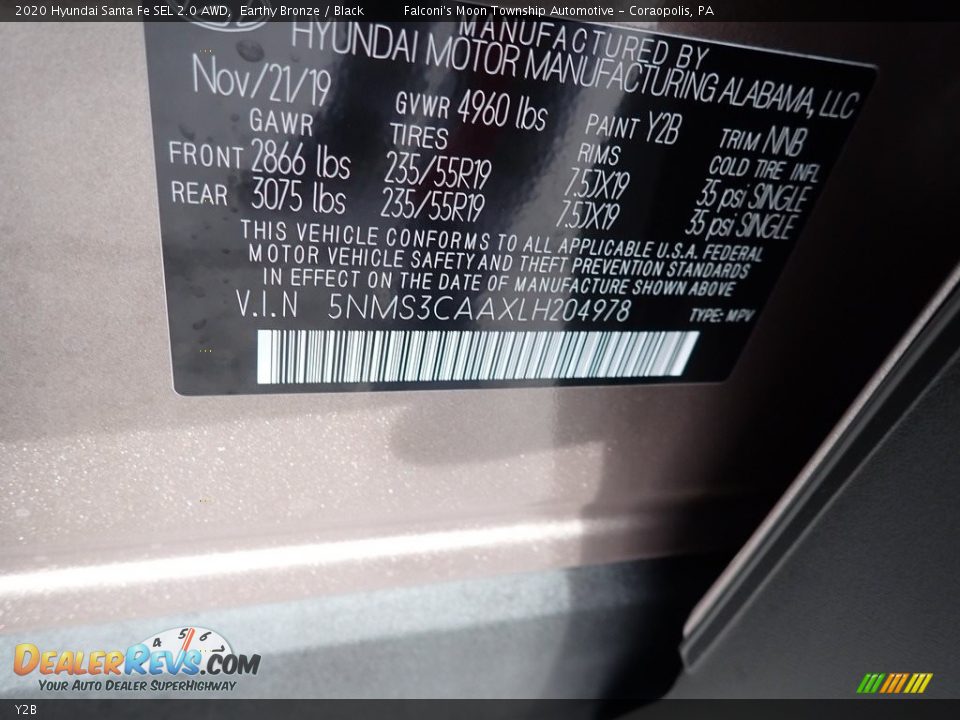 2020 Hyundai Santa Fe SEL 2.0 AWD, Earthy Bronze / Black Falconi's Moon Township Automotive - Coraopolis, PA
MANUFACTURED BY
HYUNDAI MOTOR MANUFACTURING ALABAMA, LLC
Nov/21/19 GVWR 4960 lbs PAINT Y2B TRIM NNB
GAWR TIRES RIMS COLD TIRE INFL
FRONT 2866 lbs 235/55R19 7.5JX19 35 psi SINGLE
REAR 3075 lbs 235/55R19 7.5JX19 35 psi SINGLE
THIS VEHICLE CONFORMS TO ALL APPLICABLE U.S.A. FEDERAL
MOTOR VEHICLE SAFETY AND THEFT PREVENTION STANDARDS
IN EFFECT ON THE DATE OF MANUFACTURE SHOWN ABOVE
V.I.N 5NMS3CAAXLH204978 TYPE: MPV
4 5 6
DEALERREVS.COM
YOUR AUTO DEALER SUPERHIGHWAY
Y2B